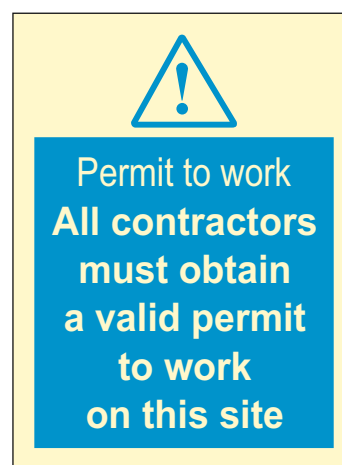 Permit to work
All contractors
must obtain
a valid permit
to work
on this site